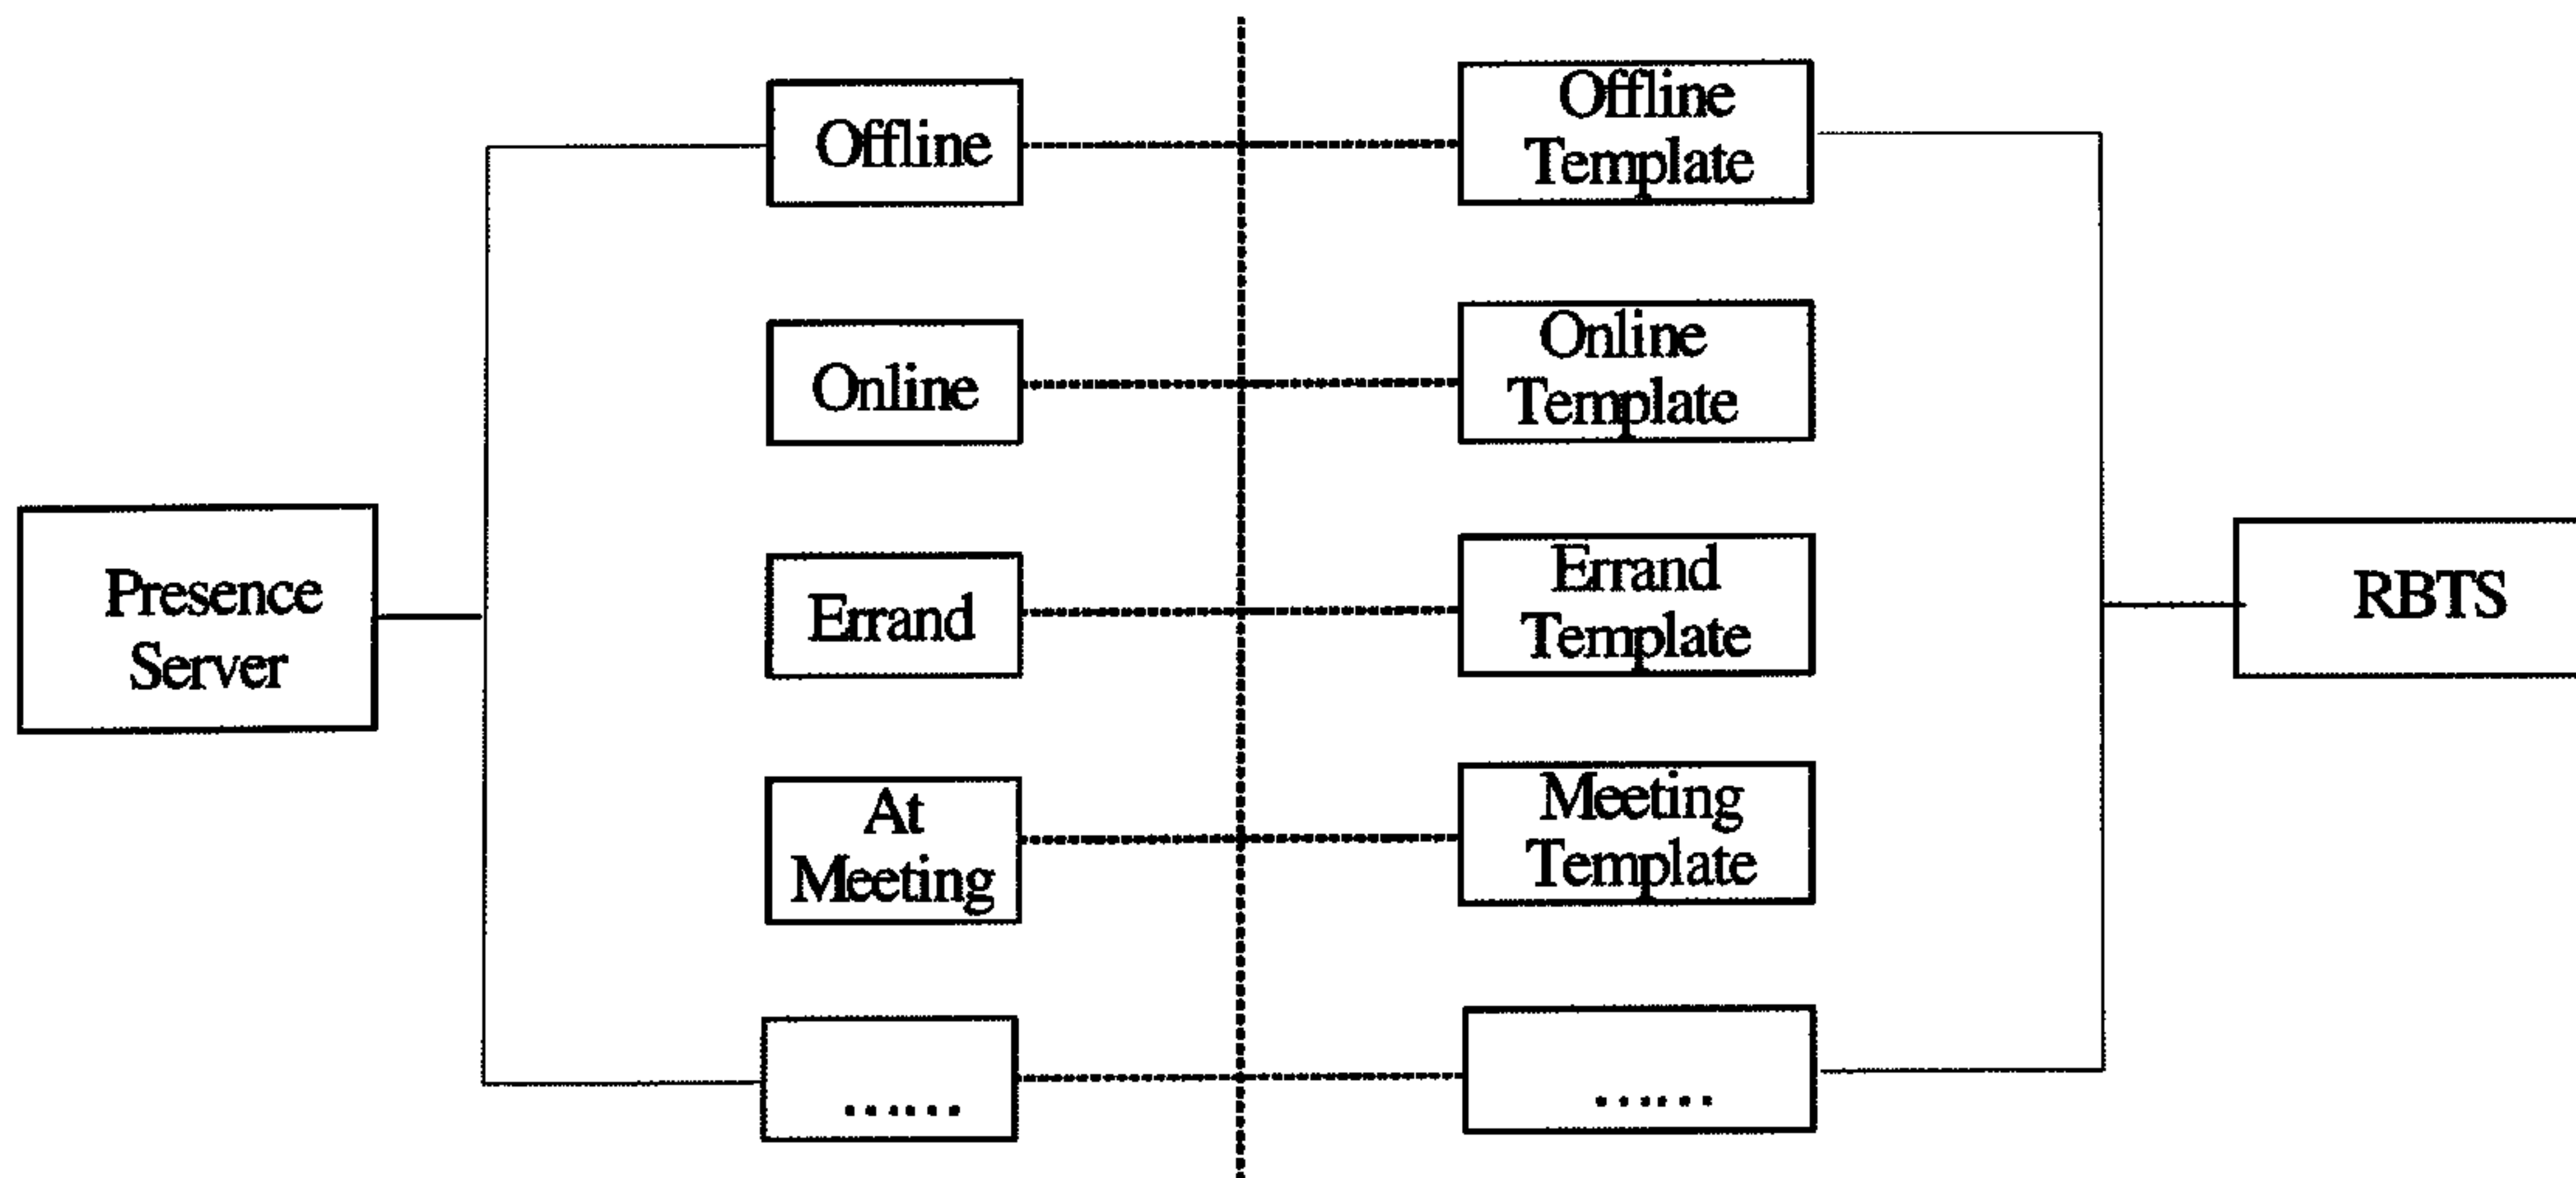 Presence
Server
Offline
Online
Errand
At
Meeting
......
Offline
Template
Online
Template
Errand
Template
Meeting
Template
......
RBTS